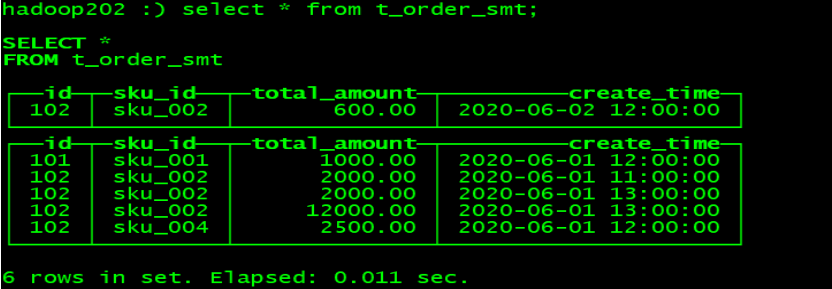 hadoop202 :) select * from t_order_smt;
SELECT *
FROM t_order_smt
id sku_id total_amount create_time
102 sku_002 600.00 2020-06-02 12:00:00
id sku_id total_amount create_time
101 sku_001 1000.00 2020-06-01 12:00:00
102 sku_002 2000.00 2020-06-01 11:00:00
102 sku_002 2000.00 2020-06-01 13:00:00
102 sku_002 12000.00 2020-06-01 13:00:00
102 sku_004 2500.00 2020-06-01 12:00:00
6 rows in set. Elapsed: 0.011 sec.